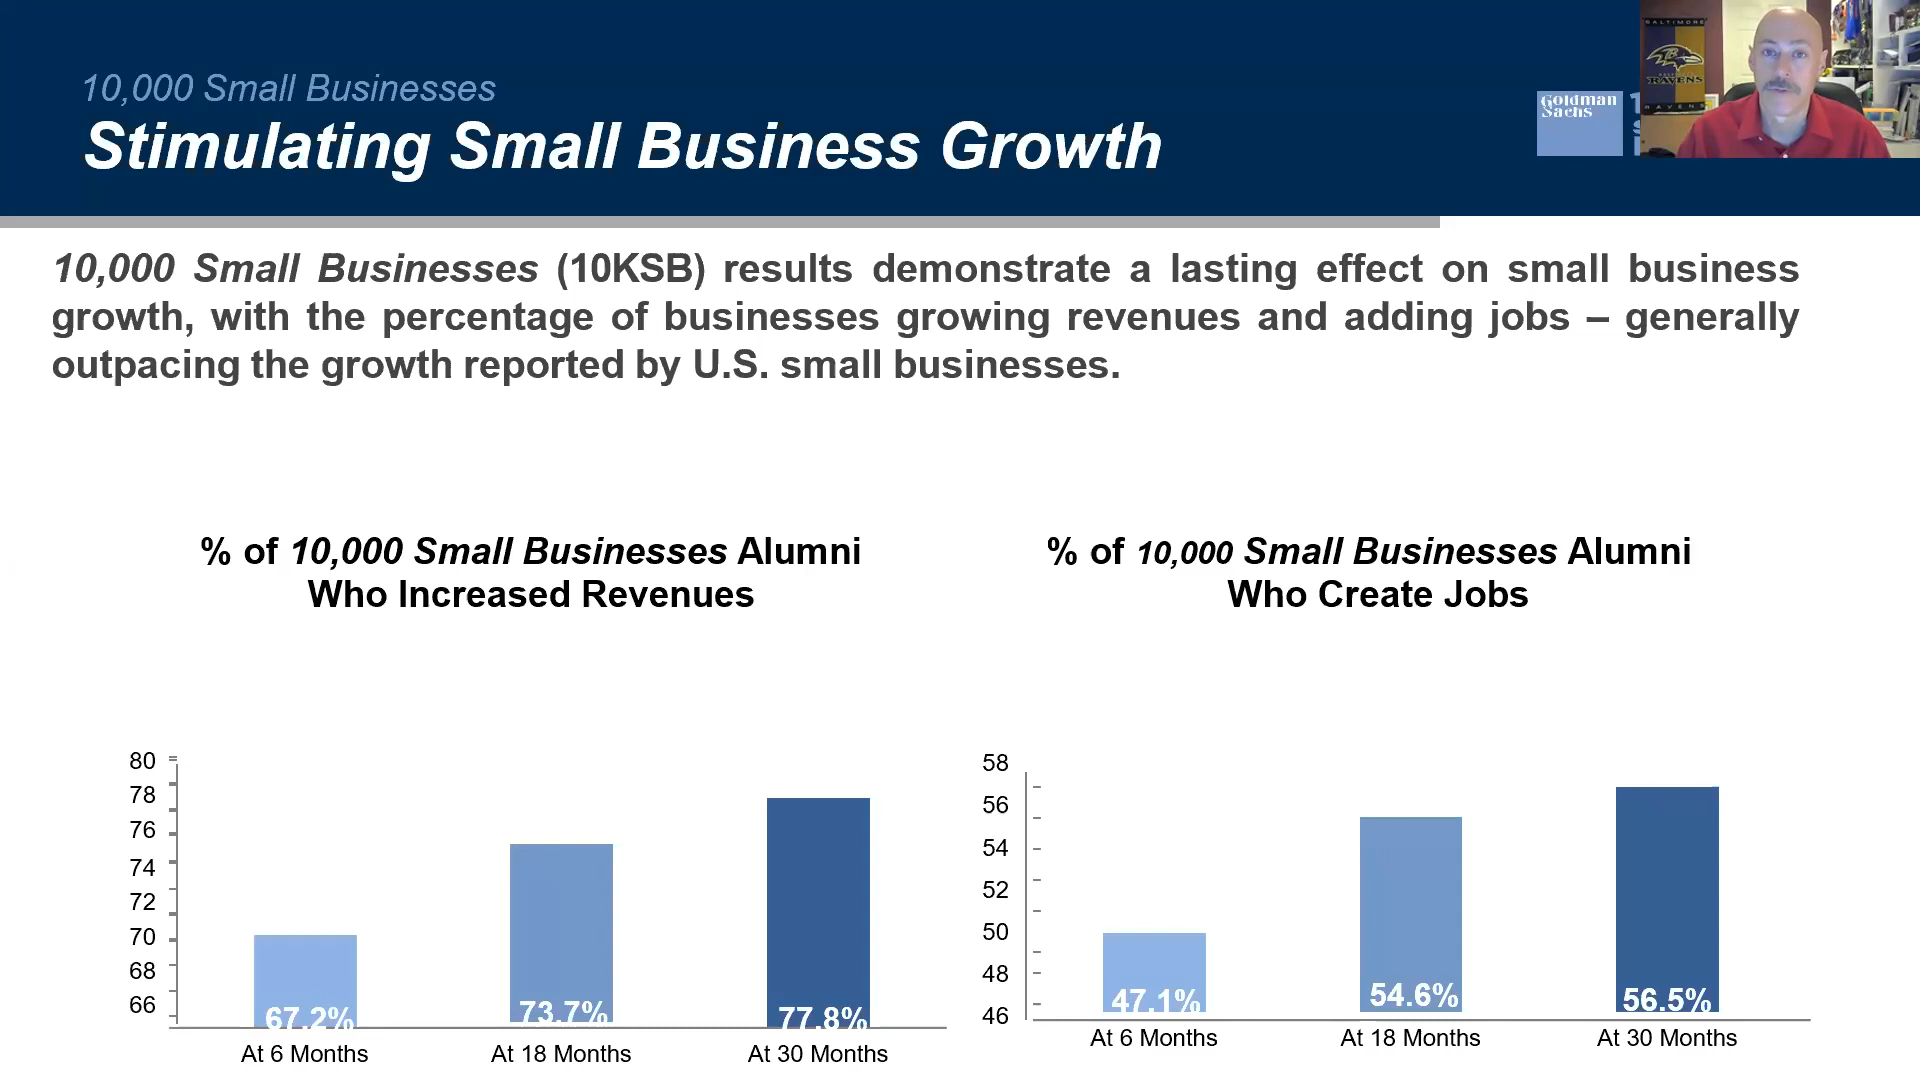 10,000 Small Businesses
Stimulating Small Business Growth
Goldman
Sachs
BALTIMORE
RAVENS
RAVENS
10,000 Small Businesses (10KSB) results demonstrate a lasting effect on small business
growth, with the percentage of businesses growing revenues and adding jobs – generally
outpacing the growth reported by U.S. small businesses.
% of 10,000 Small Businesses Alumni
Who Increased Revenues
80
78
76
74
72
70
68
66
67.2%
73.7%
77.8%
At 6 Months
At 18 Months
At 30 Months
% of 10,000 Small Businesses Alumni
Who Create Jobs
58
56
54
52
50
48
46
47.1%
54.6%
56.5%
At 6 Months
At 18 Months
At 30 Months